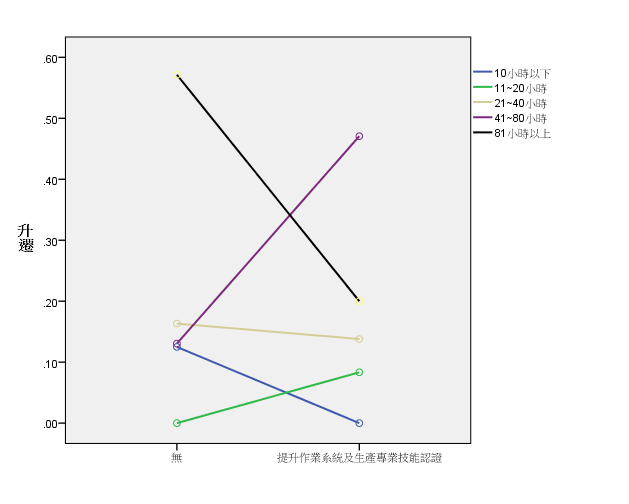 .60
.50
.40
.30
.20
.10
.00
升遷
無
提升作業系統及生產專業技能認證
10小時以下
11~20小時
21~40小時
41~80小時
81小時以上